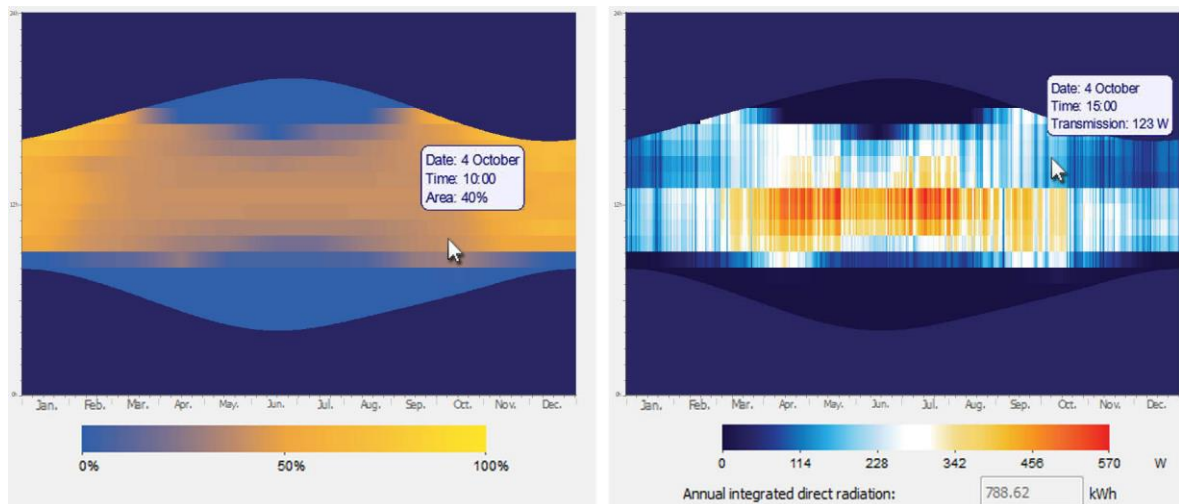 Date: 4 October
Time: 10:00
Area: 40%
12h
Jan. Feb. Mar. Apr. May. Jun. Jul. Aug. Sep. Oct. Nov. Dec.
0% 50% 100%
Date: 4 October
Time: 15:00
Transmission: 123 W
Jan. Feb. Mar. Apr. May. Jun. Jul. Aug. Sep. Oct. Nov. Dec.
0 114 228 342 456 570 W
Annual integrated direct radiation: 788.62 kWh